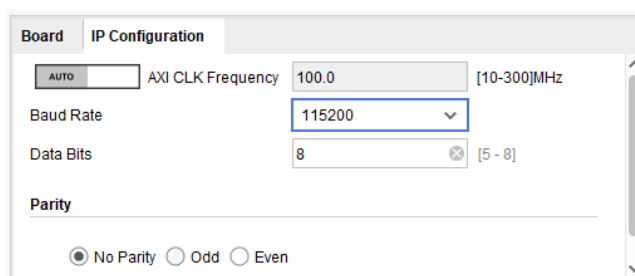 Board IP Configuration
AUTO AXI CLK Frequency 100.0 [10-300]MHz
Baud Rate 115200
Data Bits 8 [5 - 8]
Parity
No Parity Odd Even